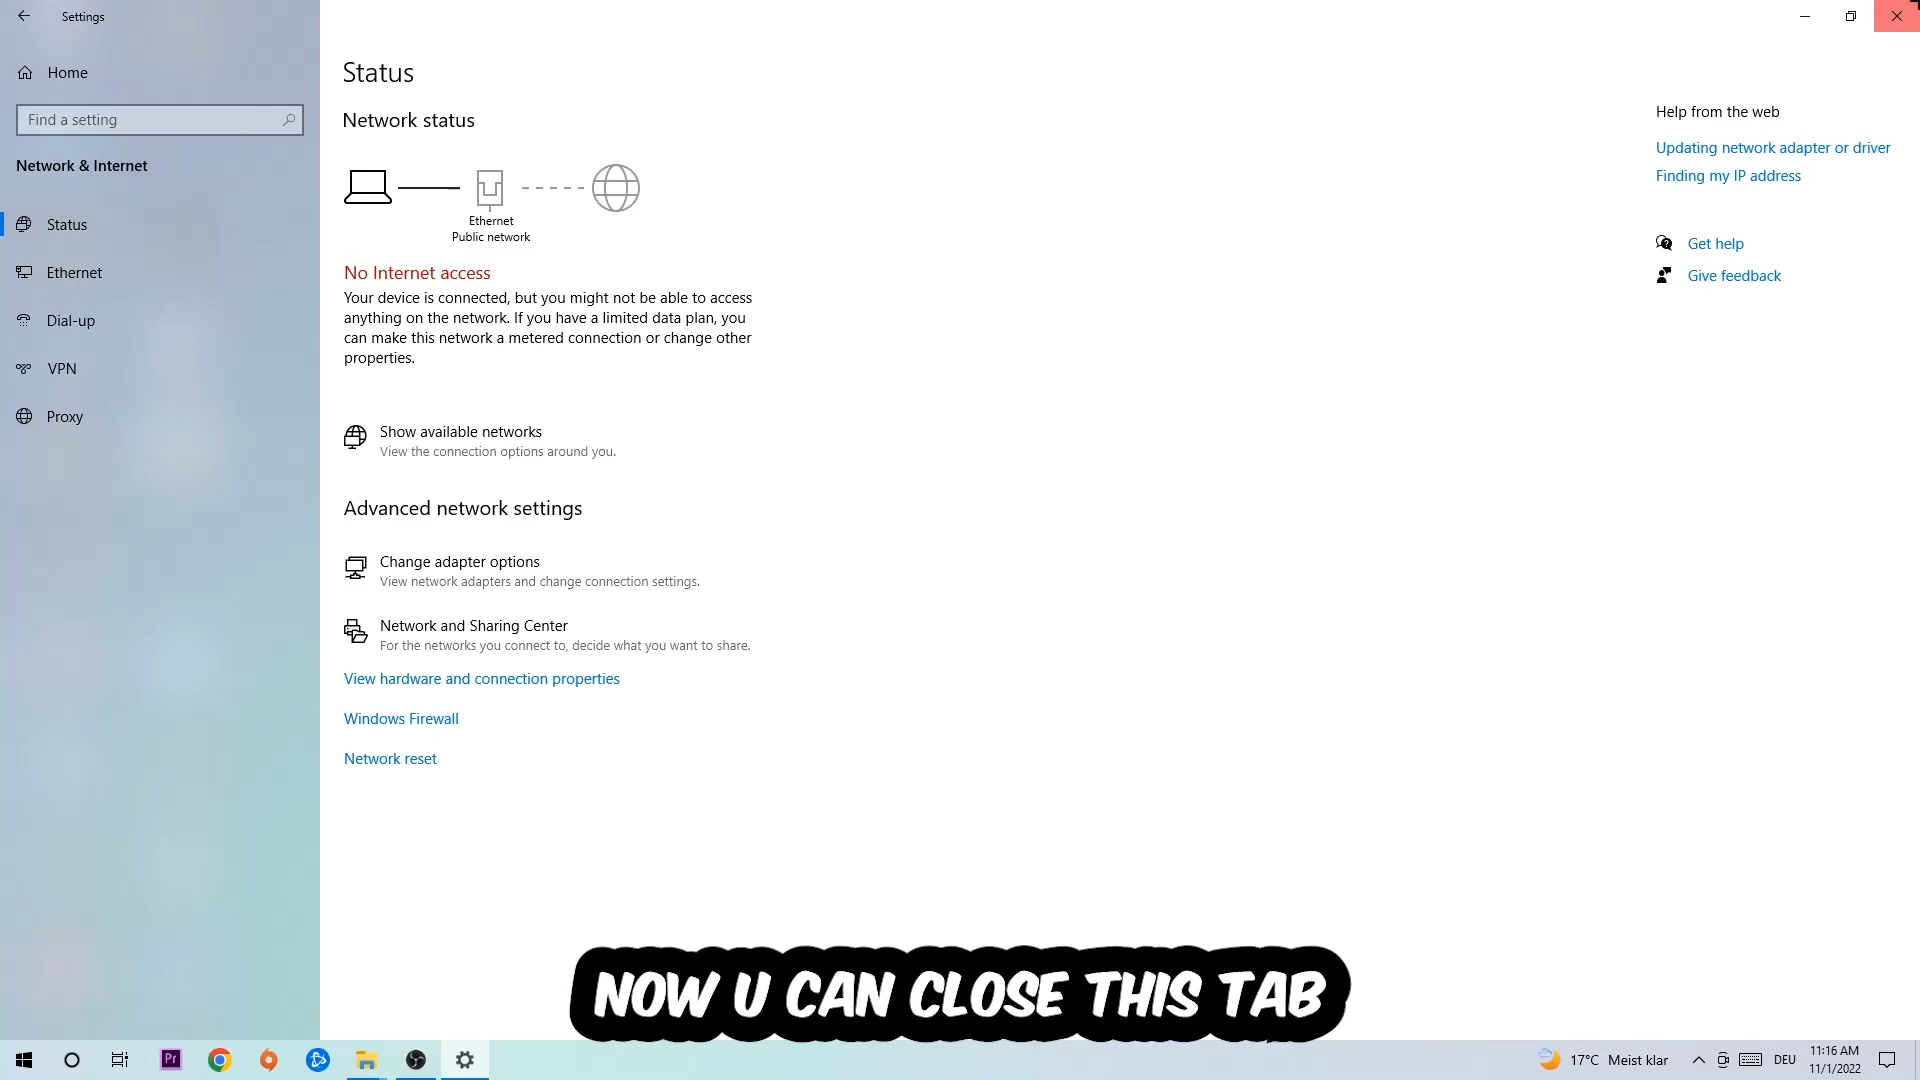 Settings
Home
Find a setting
Network & Internet
Status
Ethernet
Dial-up
VPN
Proxy
Status
Network status
Ethernet
Public network
No Internet access
Your device is connected, but you might not be able to access
anything on the network. If you have a limited data plan, you
can make this network a metered connection or change other
properties.
Show available networks
View the connection options around you.
Advanced network settings
Change adapter options
View network adapters and change connection settings.
Network and Sharing Center
For the networks you connect to, decide what you want to share.
View hardware and connection properties
Windows Firewall
Network reset
Help from the web
Updating network adapter or driver
Finding my IP address
Get help
Give feedback
NOW U CAN CLOSE THIS TAB
Pr
17°C Meist klar
DEU
11:16 AM
11/1/2022